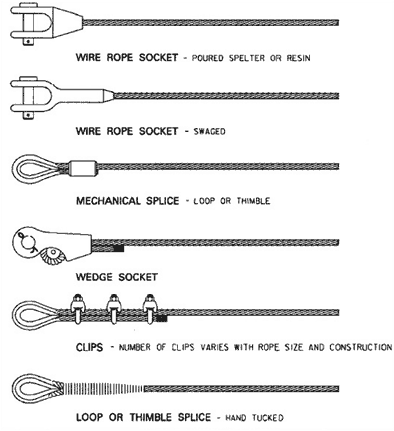 WIRE ROPE SOCKET - POURED SPELTER OR RESIN
WIRE ROPE SOCKET - SWAGED
MECHANICAL SPLICE - LOOP OR THIMBLE
WEDGE SOCKET
CLIPS - NUMBER OF CLIPS VARIES WITH ROPE SIZE AND CONSTRUCTION
LOOP OR THIMBLE SPLICE - HAND TUCKED